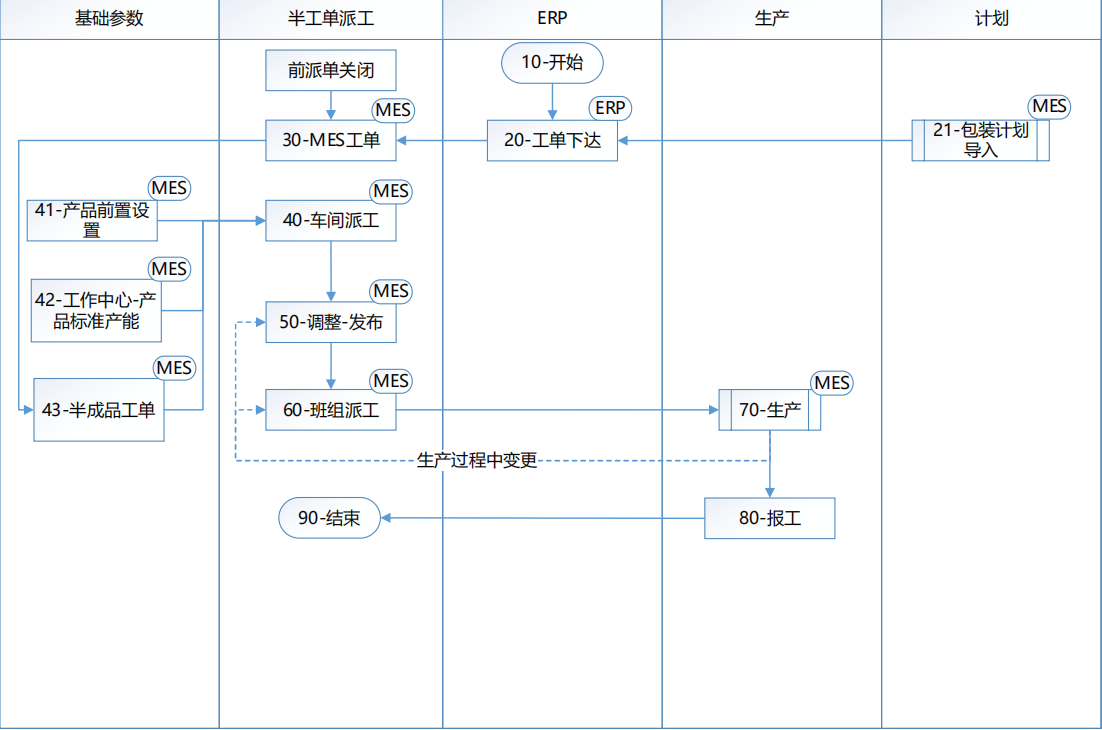 基础参数
半工单派工
ERP
生产
计划
前派单关闭
10-开始
MES
ERP
MES
30-MES工单
20-工单下达
21-包装计划
导入
MES
MES
41-产品前置设
置
40-车间派工
MES
42-工作中心-产
品标准产能
MES
50-调整-发布
MES
43-半成品工单
MES
60-班组派工
MES
70-生产
生产过程中变更
90-结束
80-报工